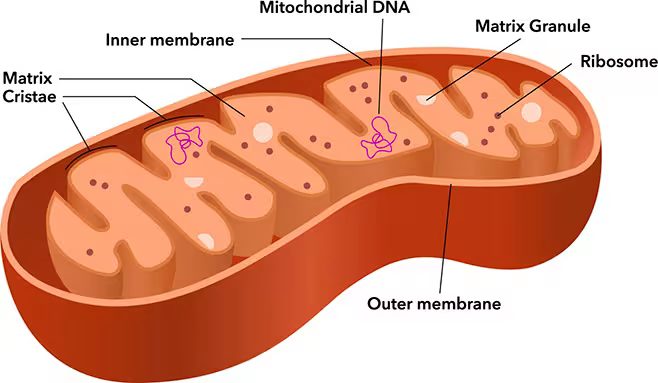 Mitochondrial DNA
Matrix Granule
Inner membrane
Ribosome
Matrix
Cristae
Outer membrane